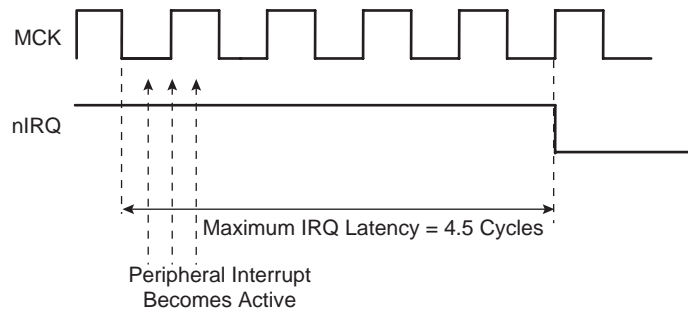 MCK
nIRQ
Maximum IRQ Latency = 4.5 Cycles
Peripheral Interrupt
Becomes Active